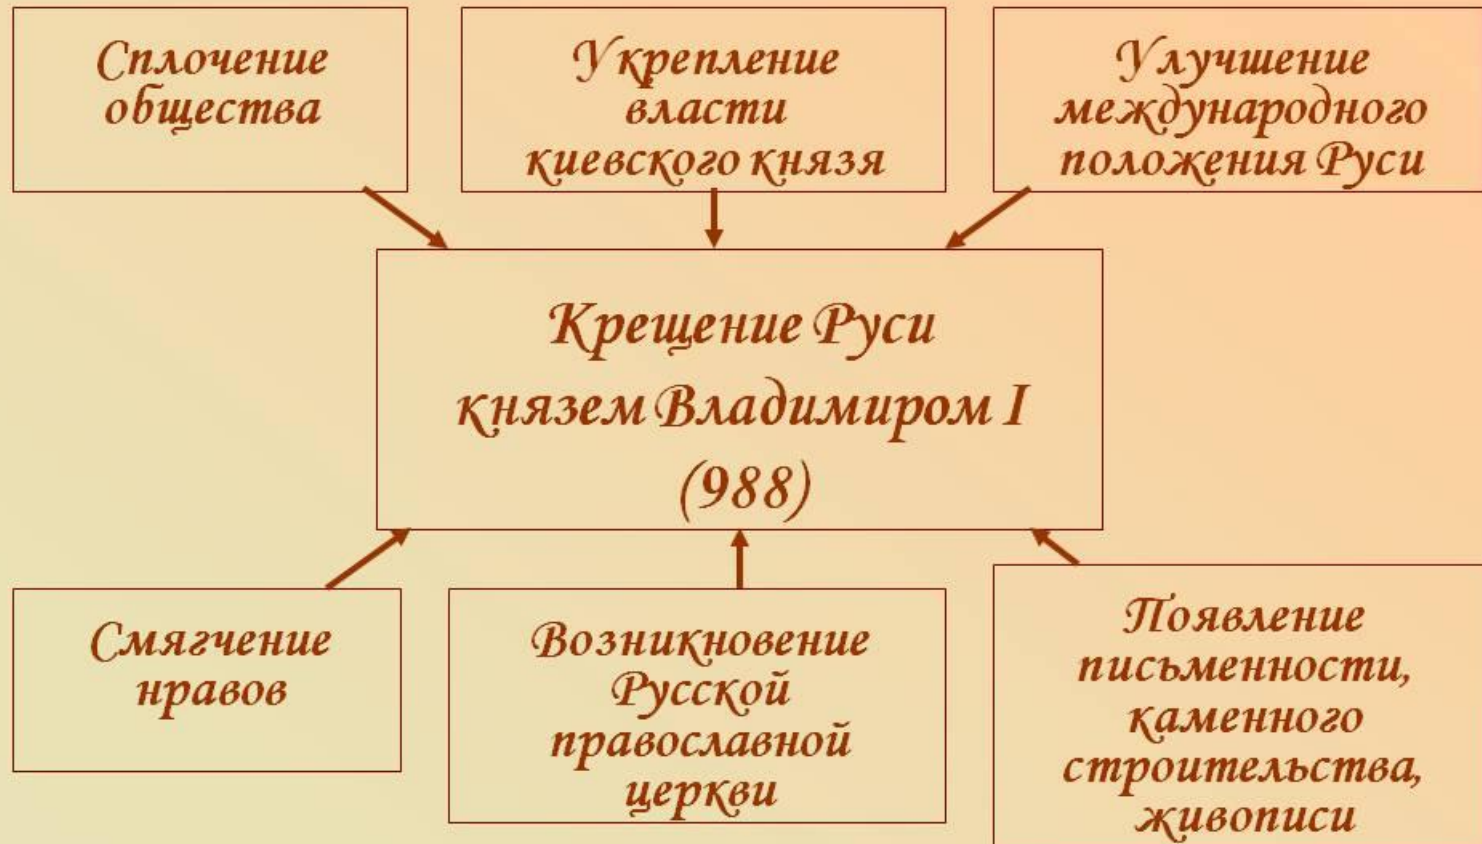 Сплочение
общества
Укрепление
власти
киевского князя
Улучшение
международного
положения Руси
Крещение Руси
князем Владимиром I
(988)
Смягчение
нравов
Возникновение
Русской
православной
церкви
Появление
письменности,
каменного
строительства,
живописи